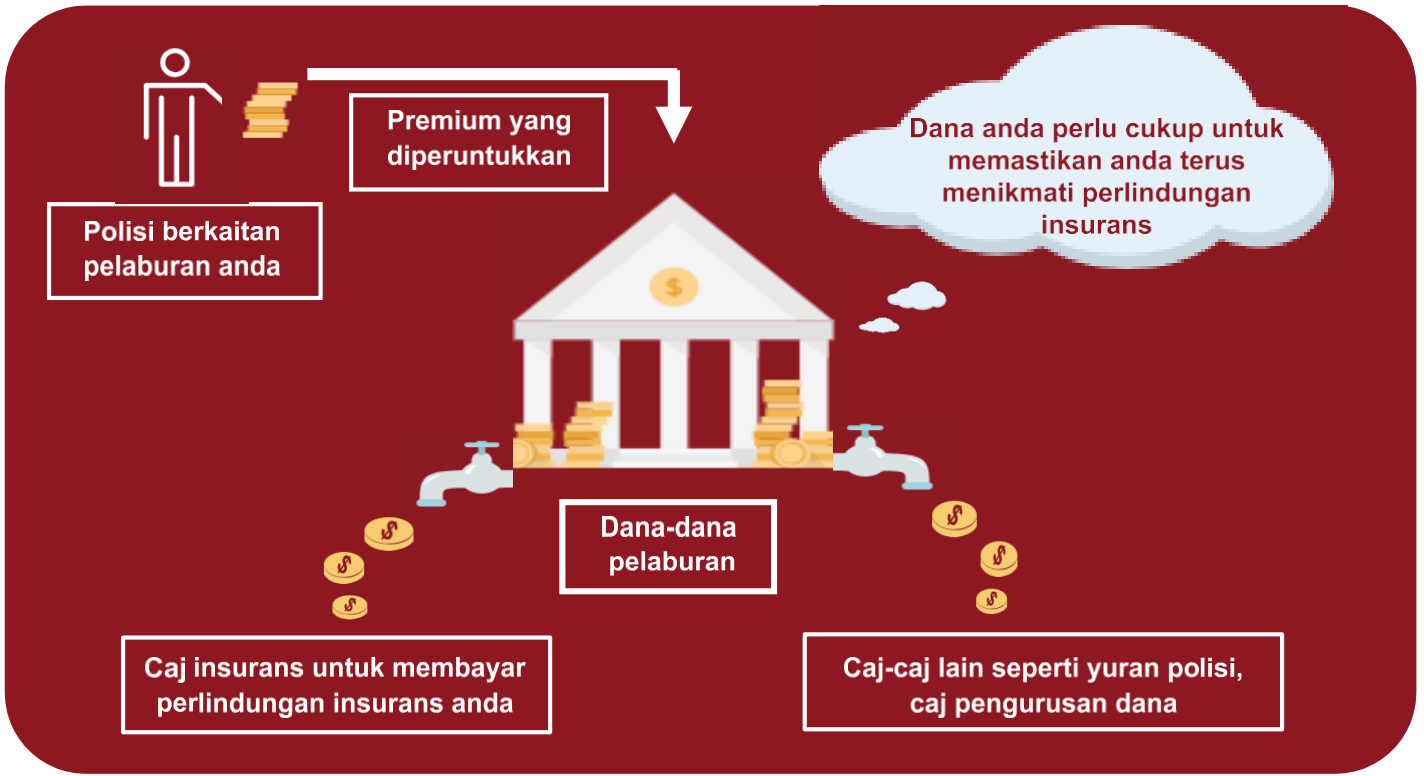 Premium yang
diperuntukkan
Dana anda perlu cukup untuk
memastikan anda terus
menikmati perlindungan
insurans
Polisi berkaitan
pelaburan anda
$
Dana-dana
pelaburan
$
$
$
$
$
$
Caj insurans untuk membayar
perlindungan insurans anda
Caj-caj lain seperti yuran polisi,
caj pengurusan dana